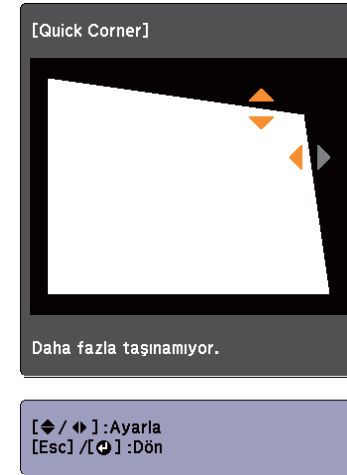 [Quick Corner]
Daha fazla taşınamıyor.
[◆/◆] :Ayarla
[Esc] /[⏎] :Dön